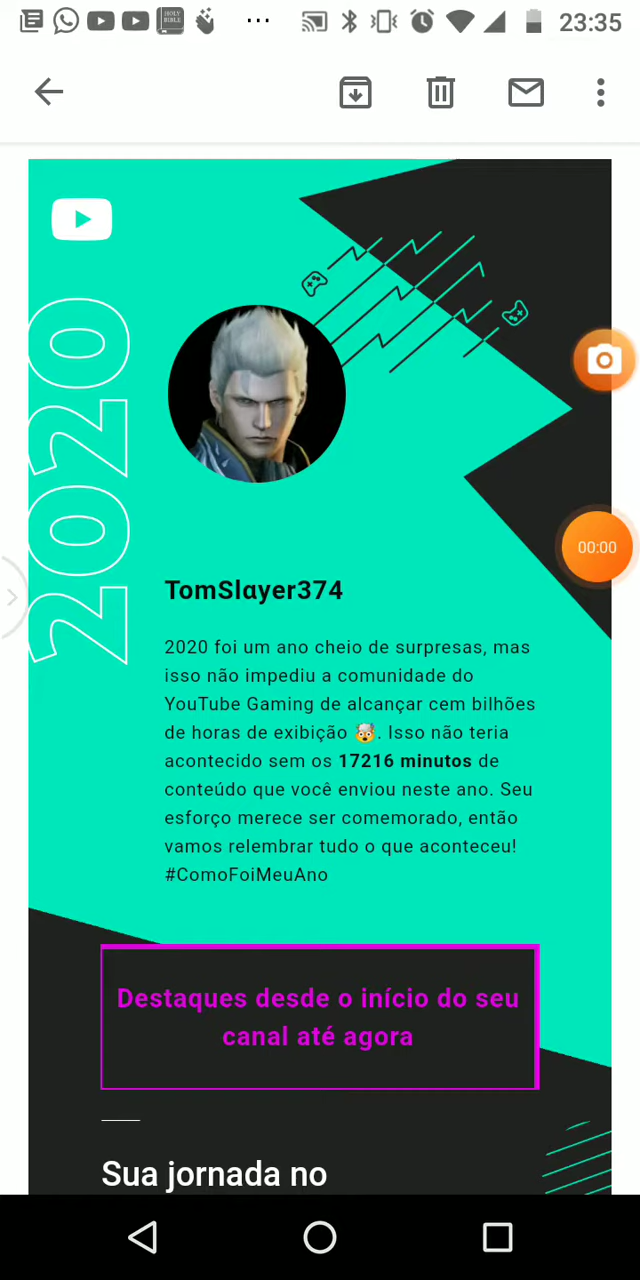 HOLY BIBLE
23:35
2020
00:00
TomSlayer374
2020 foi um ano cheio de surpresas, mas
isso não impediu a comunidade do
YouTube Gaming de alcançar cem bilhões
de horas de exibição 🤯. Isso não teria
acontecido sem os 17216 minutos de
conteúdo que você enviou neste ano. Seu
esforço merece ser comemorado, então
vamos relembrar tudo o que aconteceu!
#ComoFoiMeuAno
Destaques desde o início do seu
canal até agora
Sua jornada no